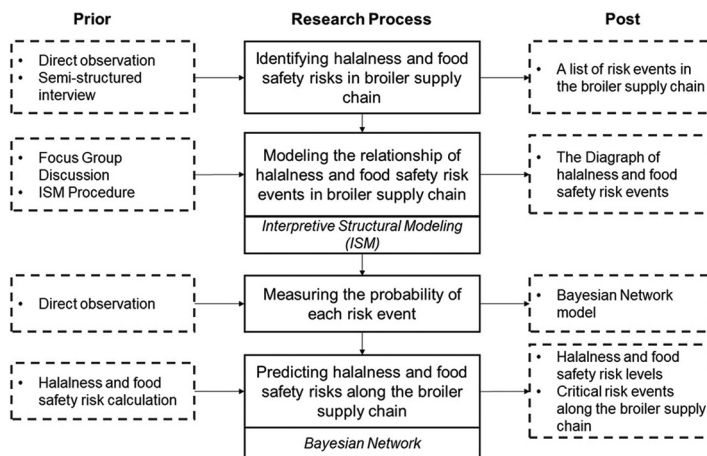 Prior
Research Process
Post
• Direct observation
• Semi-structured
interview
Identifying halalness and food
safety risks in broiler supply
chain
• A list of risk events in
the broiler supply chain
• Focus Group
Discussion
• ISM Procedure
Modeling the relationship of
halalness and food safety risk
events in broiler supply chain
Interpretive Structural Modeling
(ISM)
• The Diagraph of
halalness and food
safety risk events
• Direct observation
Measuring the probability of
each risk event
• Bayesian Network
model
• Halalness and food
safety risk calculation
Predicting halalness and food
safety risks along the broiler
supply chain
Bayesian Network
• Halalness and food
safety risk levels
• Critical risk events
along the broiler supply
chain